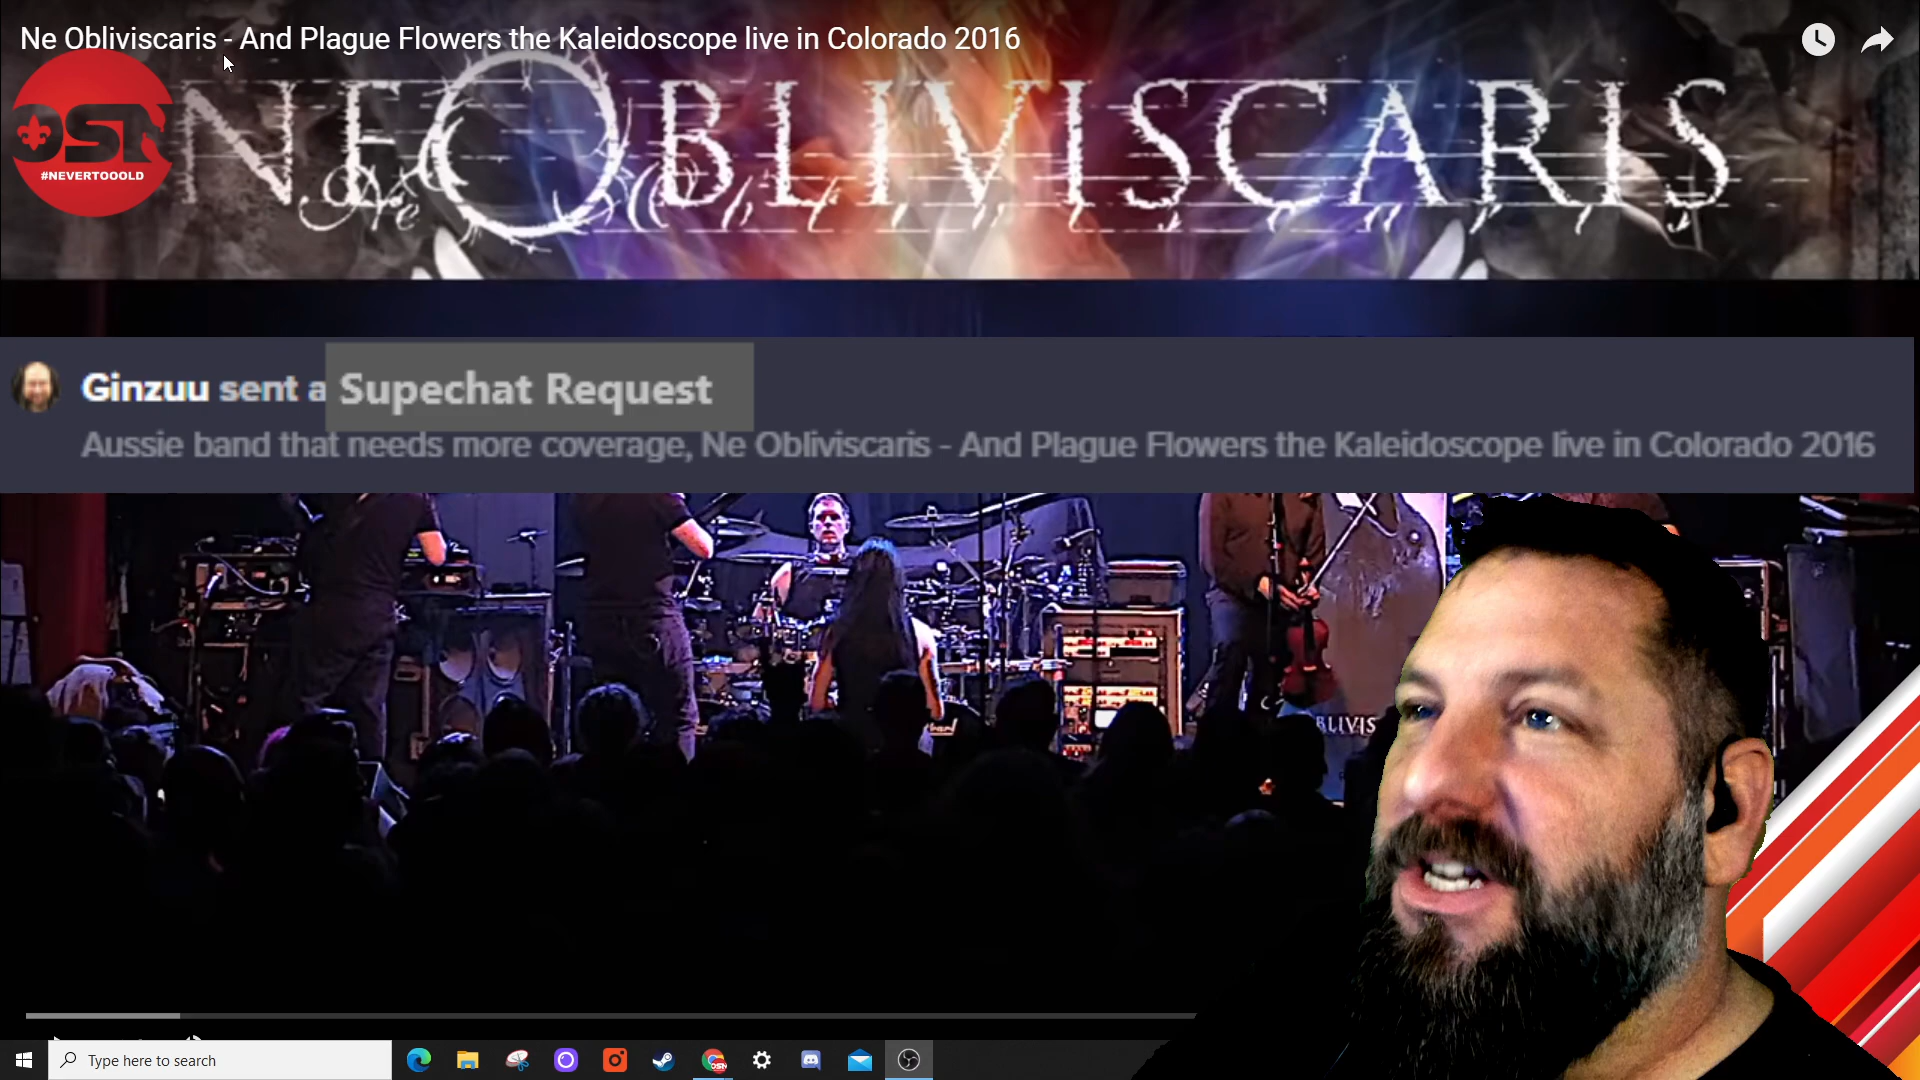 Ne Obliviscaris - And Plague Flowers the Kaleidoscope live in Colorado 2016
NE OBLIVISCARIS
OSN
#NEVERTOOOLD
Ginzuu sent a Supechat Request
Aussie band that needs more coverage, Ne Obliviscaris - And Plague Flowers the Kaleidoscope live in Colorado 2016
BLIVIS
Type here to search
OSN